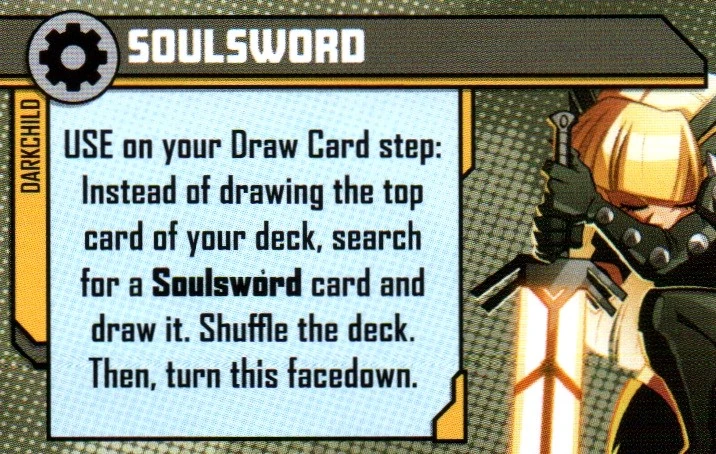 SOULSWORD
DARKCHILD
USE on your Draw Card step:
Instead of drawing the top
card of your deck, search
for a Soulsword card and
draw it. Shuffle the deck.
Then, turn this facedown.